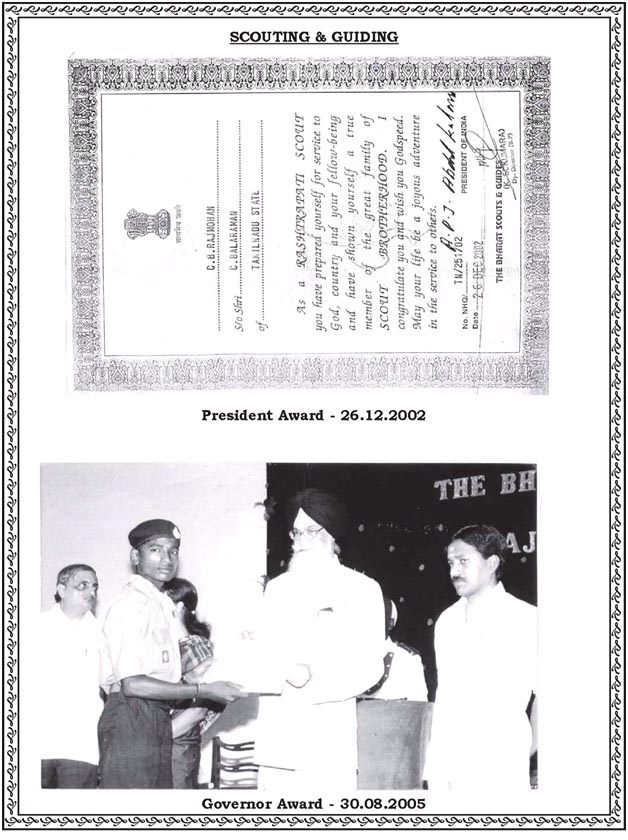 SCOUTING & GUIDING
सत्यमेव जयते
C.B.RAJMOHAN
S/o Shri C.BALARAMAN
of TAMILNADU STATE
As a RASHTRAPATI SCOUT
you have prepared yourself for service to
God, country and your fellow-being
and have shown yourself a true
member of the great family of
SCOUT BROTHERHOOD. I
congratulate you and wish you Godspeed.
May your life be a joyous adventure
in the service to others.
PRESIDENT OF INDIA
No. NHQ/ TN/251/02
Date 26 DEC 2002
THE BHARAT SCOUTS & GUIDES
President Award - 26.12.2002
THE BH
AJ
Governor Award - 30.08.2005